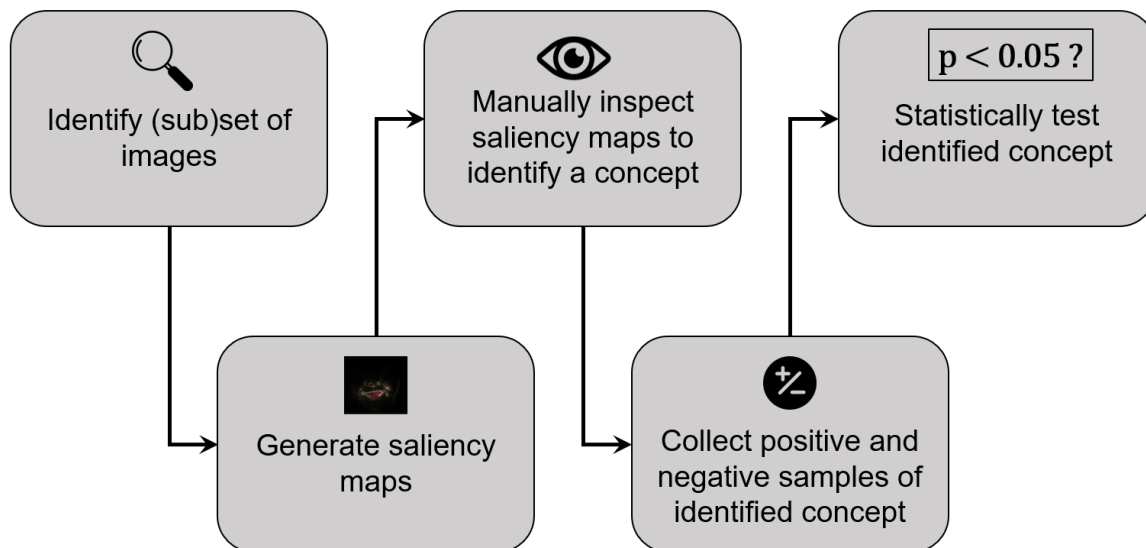 Identify (sub)set of
images
Generate saliency
maps
Manually inspect
saliency maps to
identify a concept
Collect positive and
negative samples of
identified concept
p < 0.05 ?
Statistically test
identified concept